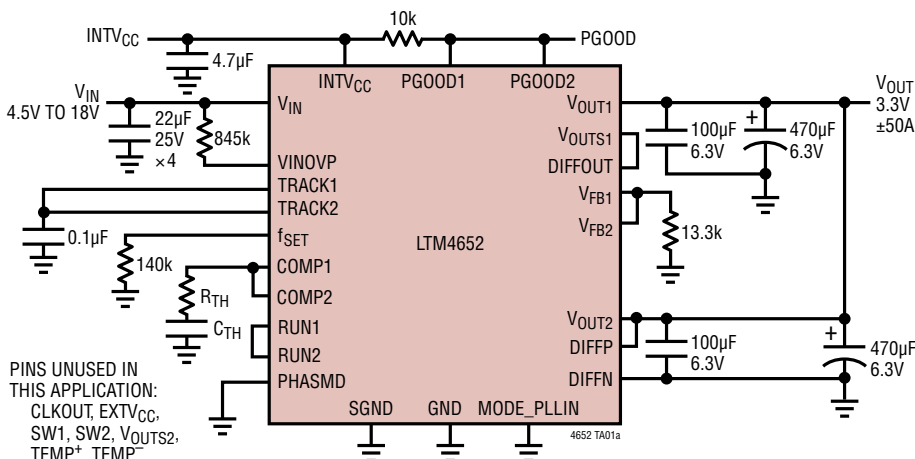 10k
INTVCC
PGOOD
4.7µF
INTVCC
PGOOD1
PGOOD2
VIN
4.5V TO 18V
22µF
25V
×4
845k
VIN
VINOVP
TRACK1
TRACK2
0.1µF
fSET
140k
COMP1
COMP2
RTH
CTH
RUN1
RUN2
PHASMD
LTM4652
SGND
GND
MODE_PLLIN
VOUT1
VOUTS1
DIFFOUT
VFB1
VFB2
VOUT2
DIFFP
DIFFN
100µF
6.3V
+
470µF
6.3V
VOUT
3.3V
±50A
13.3k
100µF
6.3V
+
470µF
6.3V
4652 TA01a
PINS UNUSED IN
THIS APPLICATION:
CLKOUT, EXTVCC,
SW1, SW2, VOUTS2,
TEMP+, TEMP–